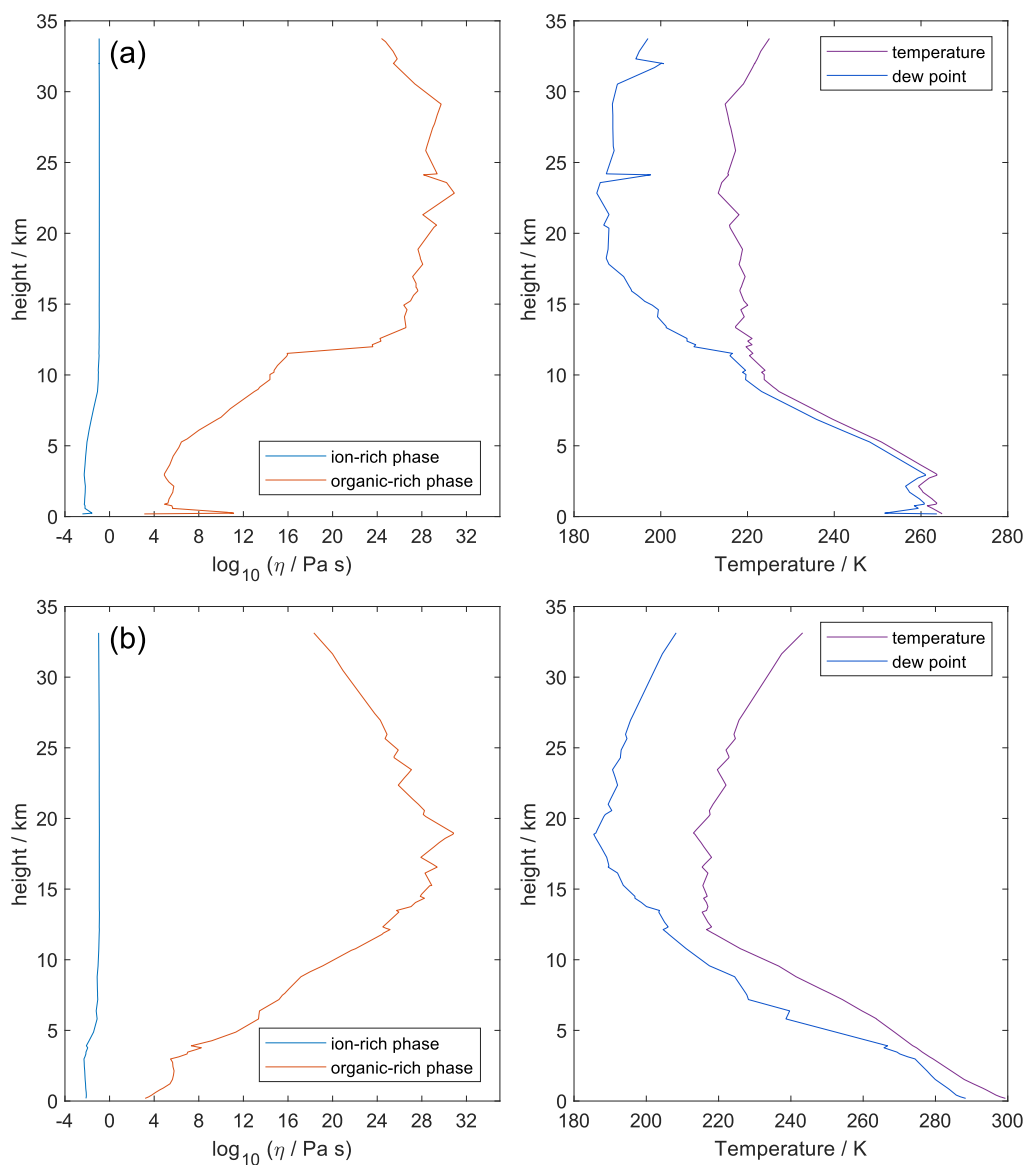 (a)
35
30
25
20
15
10
5
0
height / km
-4 0 4 8 12 16 20 24 28 32
log10 (η / Pa s)
ion-rich phase
organic-rich phase
35
30
25
20
15
10
5
0
height / km
180 200 220 240 260 280
Temperature / K
temperature
dew point
(b)
35
30
25
20
15
10
5
0
height / km
-4 0 4 8 12 16 20 24 28 32
log10 (η / Pa s)
ion-rich phase
organic-rich phase
35
30
25
20
15
10
5
0
height / km
180 200 220 240 260 280 300
Temperature / K
temperature
dew point